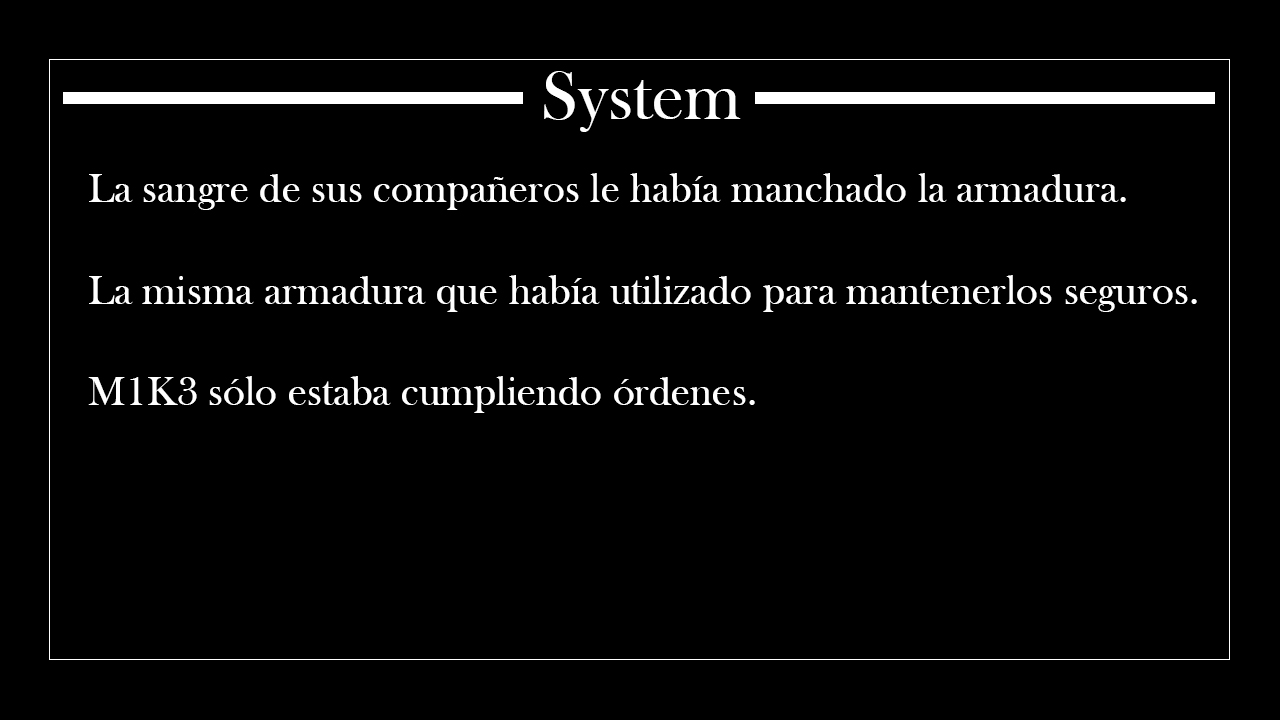 System
La sangre de sus compañeros le había manchado la armadura.
La misma armadura que había utilizado para mantenerlos seguros.
M1K3 sólo estaba cumpliendo órdenes.